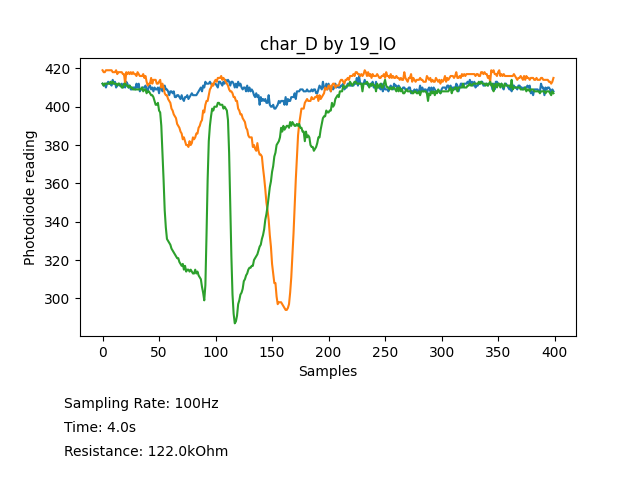 char_D by 19_IO
Photodiode reading
420
400
380
360
340
320
300
0 50 100 150 200 250 300 350 400
Samples
Sampling Rate: 100Hz
Time: 4.0s
Resistance: 122.0kOhm